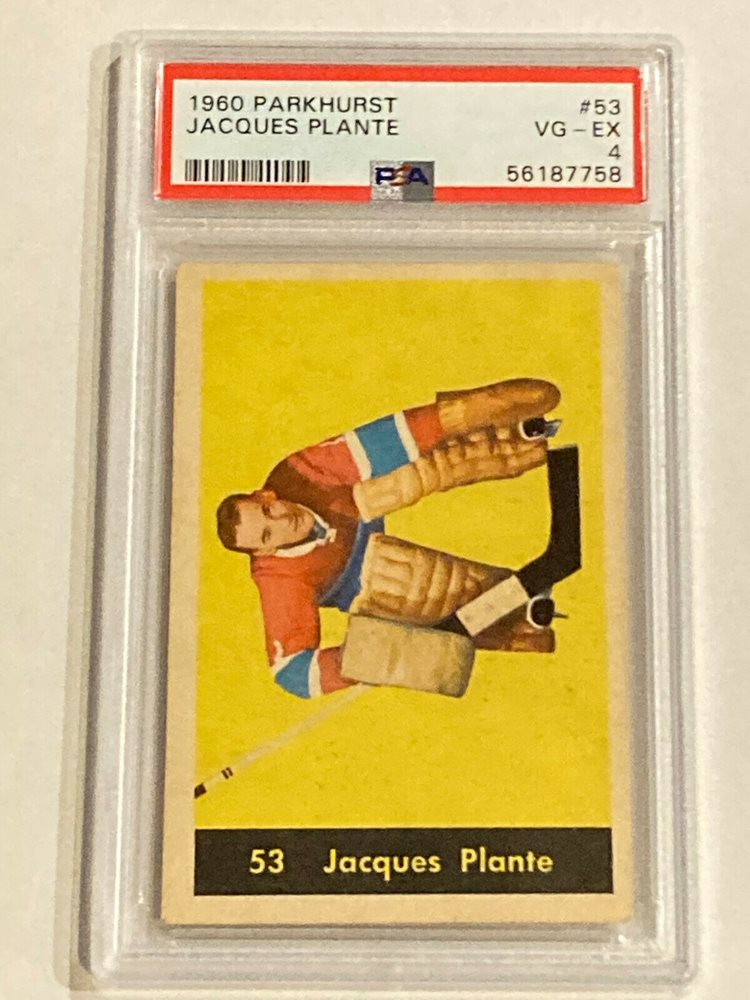 1960 PARKHURST #53
JACQUES PLANTE VG - EX
4
PSA 56187758
53 Jacques Plante